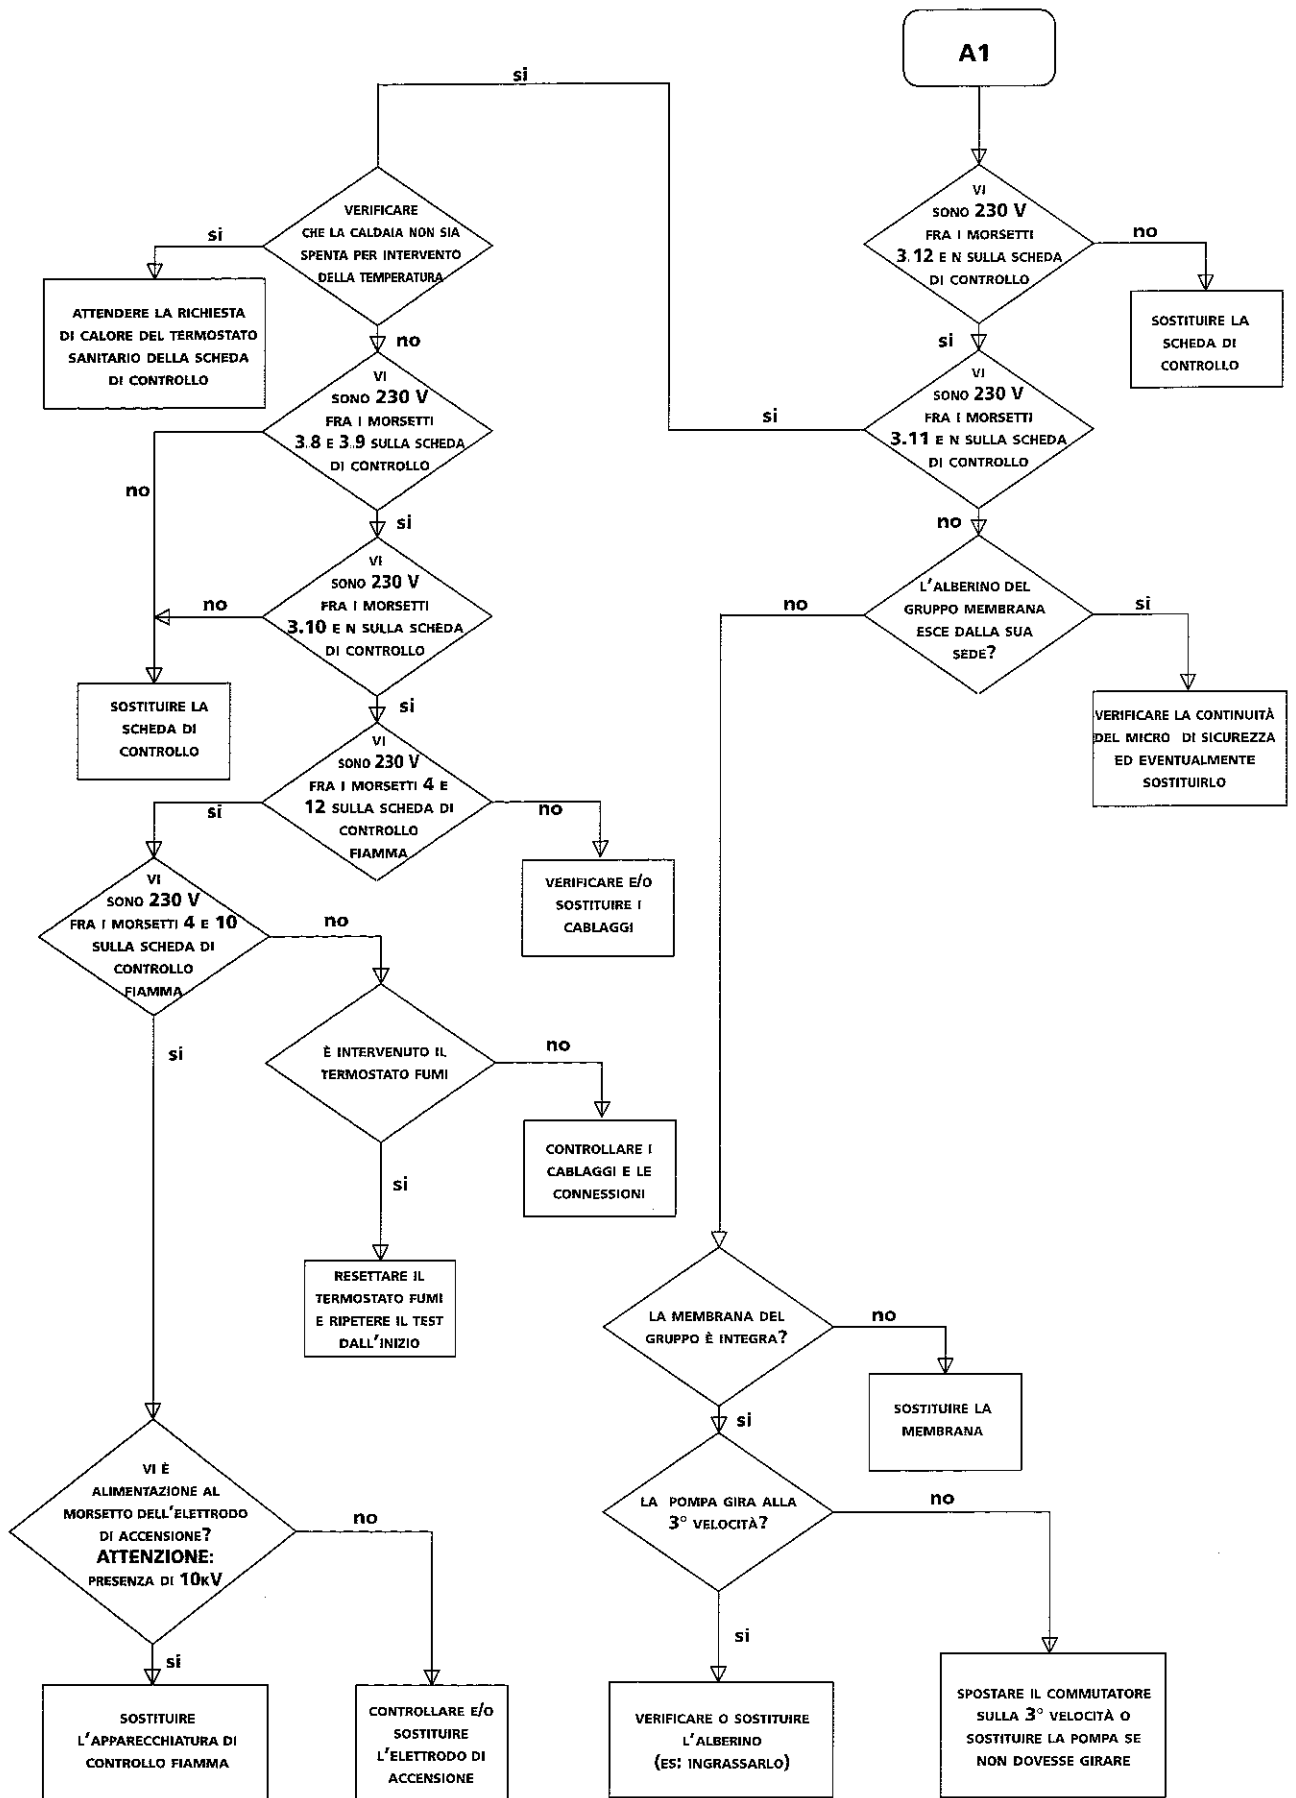 A1
si
VI
SONO 230 V
FRA I MORSETTI
3.12 E N SULLA SCHEDA
DI CONTROLLO
no
SOSTITUIRE LA
SCHEDA DI
CONTROLLO
si
VI
SONO 230 V
FRA I MORSETTI
3.11 E N SULLA SCHEDA
DI CONTROLLO
si
no
L'ALBERINO DEL
GRUPPO MEMBRANA
ESCE DALLA SUA
SEDE?
si
VERIFICARE LA CONTINUITÀ
DEL MICRO DI SICUREZZA
ED EVENTUALMENTE
SOSTITUIRLO
no
VERIFICARE
CHE LA CALDAIA NON SIA
SPENTA PER INTERVENTO
DELLA TEMPERATURA
si
ATTENDERE LA RICHIESTA
DI CALORE DEL TERMOSTATO
SANITARIO DELLA SCHEDA
DI CONTROLLO
no
VI
SONO 230 V
FRA I MORSETTI
3.8 E 3.9 SULLA SCHEDA
DI CONTROLLO
no
si
VI
SONO 230 V
FRA I MORSETTI
3.10 E N SULLA SCHEDA
DI CONTROLLO
no
SOSTITUIRE LA
SCHEDA DI
CONTROLLO
si
VI
SONO 230 V
FRA I MORSETTI 4 E
12 SULLA SCHEDA DI
CONTROLLO
FIAMMA
si
no
VERIFICARE E/O
SOSTITUIRE I
CABLAGGI
VI
SONO 230 V
FRA I MORSETTI 4 E 10
SULLA SCHEDA DI
CONTROLLO
FIAMMA
no
si
È INTERVENUTO IL
TERMOSTATO FUMI
no
CONTROLLARE I
CABLAGGI E LE
CONNESSIONI
si
RESETTARE IL
TERMOSTATO FUMI
E RIPETERE IL TEST
DALL'INIZIO
LA MEMBRANA DEL
GRUPPO È INTEGRA?
no
SOSTITUIRE LA
MEMBRANA
si
LA POMPA GIRA ALLA
3° VELOCITÀ?
no
si
VI È
ALIMENTAZIONE AL
MORSETTO DELL'ELETTRODO
DI ACCENSIONE?
ATTENZIONE:
PRESENZA DI 10KV
no
si
SOSTITUIRE
L'APPARECCHIATURA DI
CONTROLLO FIAMMA
CONTROLLARE E/O
SOSTITUIRE
L'ELETTRODO DI
ACCENSIONE
VERIFICARE O SOSTITUIRE
L'ALBERINO
(ES: INGRASSARLO)
SPOSTARE IL COMMUTATORE
SULLA 3° VELOCITÀ O
SOSTITUIRE LA POMPA SE
NON DOVESSE GIRARE